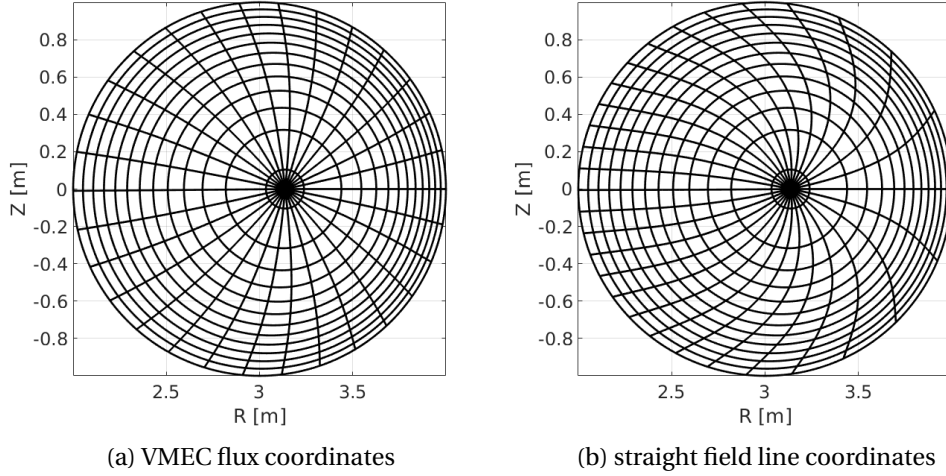 0.8
0.6
0.4
0.2
0
-0.2
-0.4
-0.6
-0.8
Z [m]
2.5 3 3.5
R [m]
(a) VMEC flux coordinates
0.8
0.6
0.4
0.2
0
-0.2
-0.4
-0.6
-0.8
Z [m]
2.5 3 3.5
R [m]
(b) straight field line coordinates